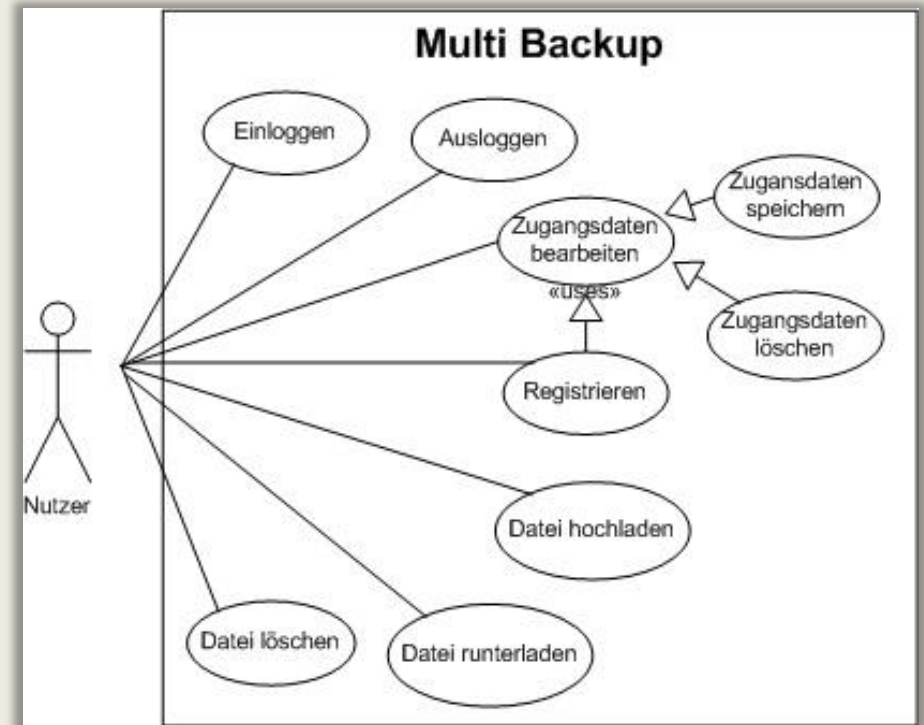 Multi Backup
Einloggen
Ausloggen
Zugansdaten
speichern
Zugangsdaten
bearbeiten
«uses»
Zugangsdaten
löschen
Registrieren
Nutzer
Datei hochladen
Datei löschen
Datei runterladen